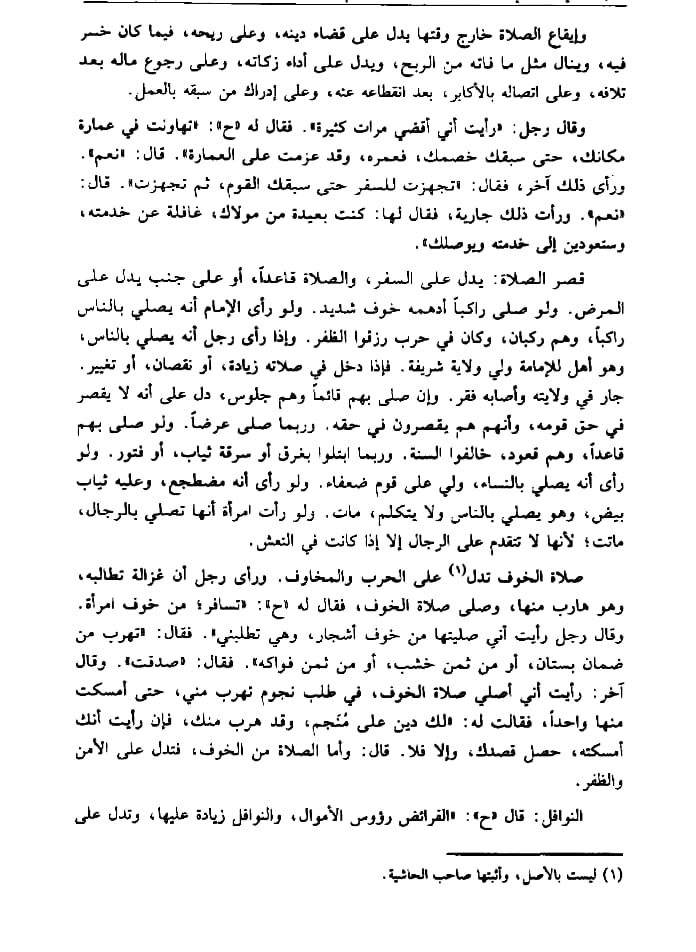 وإيقاع الصلاة خارج وقتها يدل على قضاء دينه، وعلى ريحه، فيما كان خسر
فيه، وينال مثل ما فاته من الربح، ويدل على أداء زكاته، وعلى رجوع ماله بعد
تلافه، وعلى اتصاله بالأكابر، بعد انقطاعه عنه، وعلى إدراك من سبقه بالعمل.
وقال رجل: «رأيت أني أقضي مرات كثيرة». فقال له «ح»: «تهاونت في عمارة
مكانك، حتى سبقك خصمك، فعمره، وقد عزمت على العمارة». قال: «نعم».
ورأى ذلك آخر، فقال: «تجهزت للسفر حتى سبقك القوم، ثم تجهزت». قال:
«نعم». ورأت ذلك جارية، فقال لها: كنت بعيدة من مولاك، غافلة عن خدمته،
وستعودين إلى خدمته ويوصلك».
قصر الصلاة: يدل على السفر، والصلاة قاعداً، أو على جنب يدل على
المرض. ولو صلى راكباً أدهمه خوف شديد. ولو رأى الإمام أنه يصلي بالناس
راكباً، وهم ركبان، وكان في حرب رزقوا الظفر. وإذا رأى رجل أنه يصلي بالناس،
وهو أهل للإمامة ولي ولاية شريفة. فإذا دخل في صلاته زيادة، أو نقصان، أو تغيير.
جار في ولايته وأصابه فقر. وإن صلى بهم قائماً وهم جلوس، دل على أنه لا يقصر
في حق قومه، وأنهم هم يقصرون في حقه. وربما صلى عرضاً. ولو صلى بهم
قاعداً، وهم قعود، خالفوا السنة. وربما ابتلوا بغرق أو سرقة ثياب، أو فتور. ولو
رأى أنه يصلي بالنساء، ولي على قوم ضعفاء. ولو رأى أنه مضطجع، وعليه ثياب
بيض، وهو يصلي بالناس ولا يتكلم، مات. ولو رأت امرأة أنها تصلي بالرجال،
ماتت؛ لأنها لا تتقدم على الرجال إلا إذا كانت في النعش.
صلاة الخوف تدل(١) على الحرب والمخاوف. ورأى رجل أن غزالة تطالبه،
وهو هارب منها، وصلى صلاة الخوف، فقال له «ح»: «تسافر؛ من خوف امرأة.
وقال رجل رأيت أني صليتها من خوف أشجار، وهي تطلبني». فقال: «تهرب من
ضمان بستان، أو من ثمن خشب، أو من ثمن فواكه». فقال: «صدقت». وقال
آخر: رأيت أني أصلي صلاة الخوف، في طلب نجوم تهرب مني، حتى أمسكت
منها واحداً، فقالت له: «لك دين على مُنَجم، وقد هرب منك، فإن رأيت أنك
أمسكته، حصل قصدك، وإلا فلا. قال: وأما الصلاة من الخوف، فتدل على الأمن
والظفر.
النوافل: قال «ح»: «الفرائض رؤوس الأموال، والنوافل زيادة عليها، وتدل على
(١) ليست بالأصل، وأثبتها صاحب الحاشية.